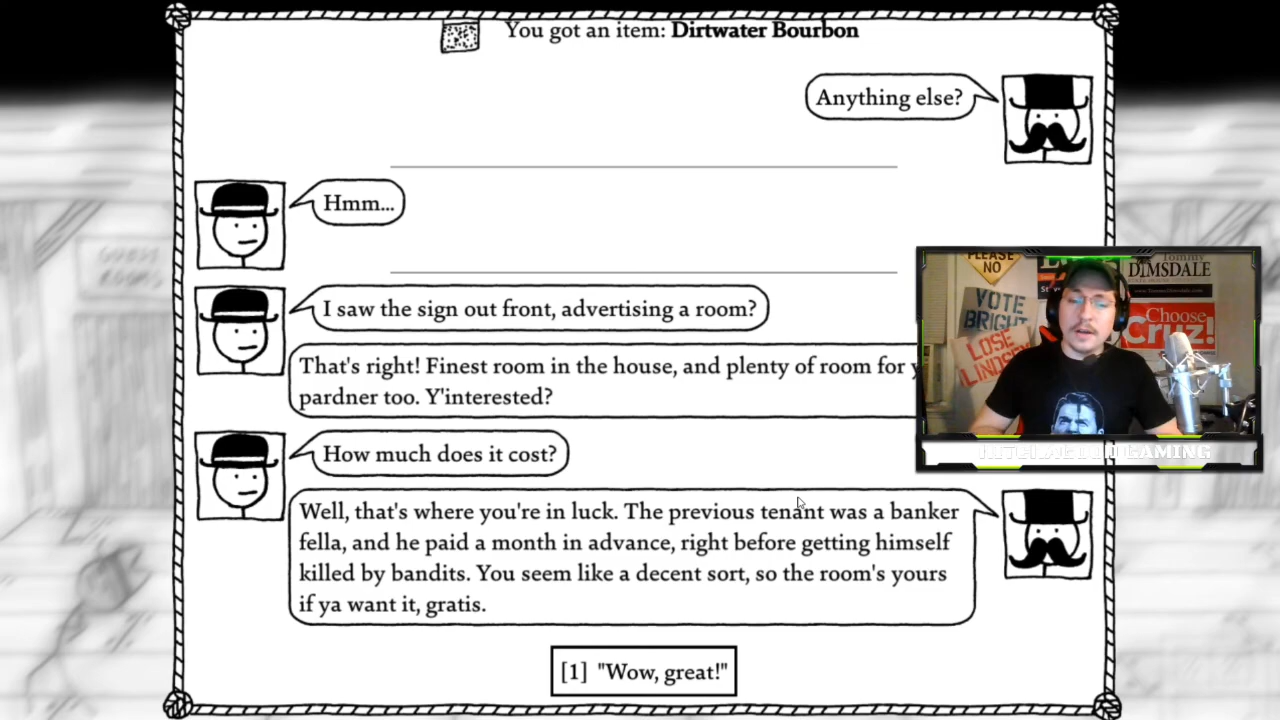 You got an item: Dirtwater Bourbon
Anything else?
Hmm...
I saw the sign out front, advertising a room?
That's right! Finest room in the house, and plenty of room for
pardner too. Y'interested?
How much does it cost?
Well, that's where you're in luck. The previous tenant was a banker
fella, and he paid a month in advance, right before getting himself
killed by bandits. You seem like a decent sort, so the room's yours
if ya want it, gratis.
[1] "Wow, great!"
GUEST
ROOMS
PLEASE
NO
VOTE
BRIGHT
LOSE
LINDSEY
Tommy
DIMSDALE
Choose
Cruz!
GAMING